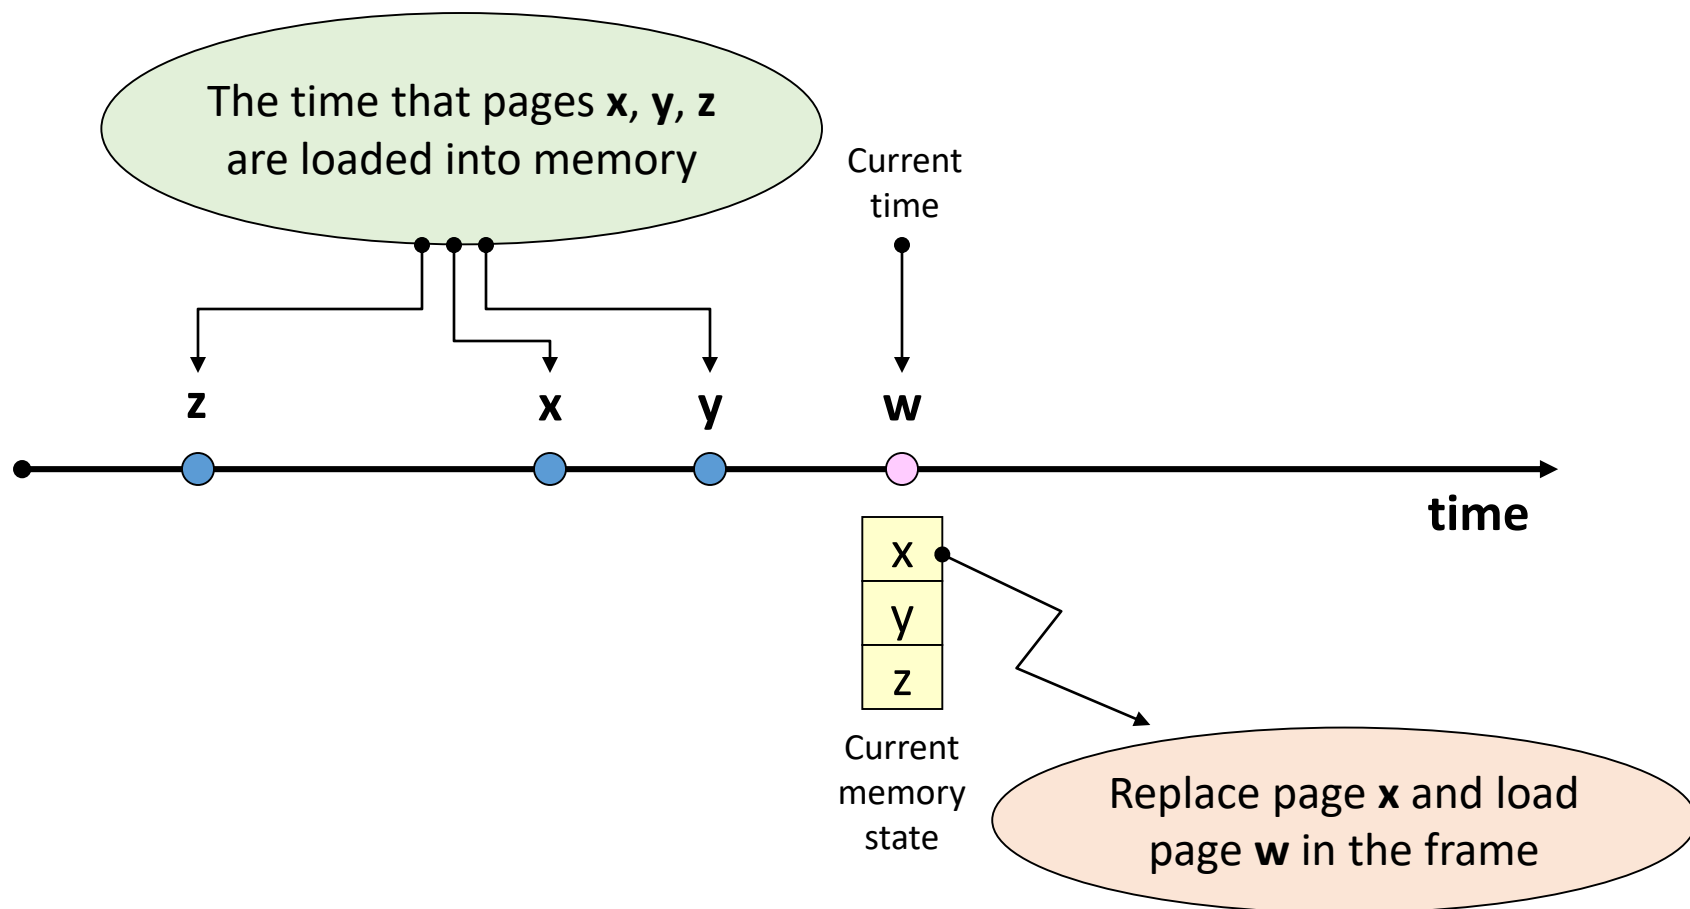 The time that pages x, y, z
are loaded into memory
Current
time
z
x
y
w
time
x
y
z
Current
memory
state
Replace page x and load
page w in the frame